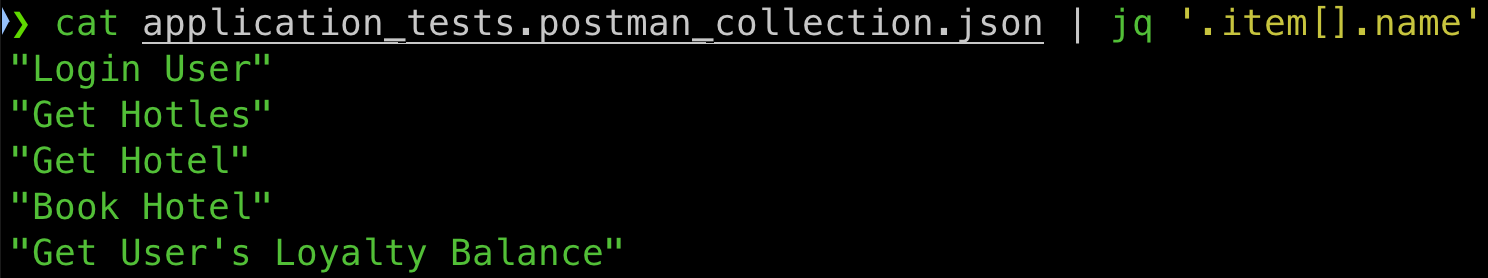 ❯ cat application_tests.postman_collection.json | jq '.item[].name'
"Login User"
"Get Hotles"
"Get Hotel"
"Book Hotel"
"Get User's Loyalty Balance"